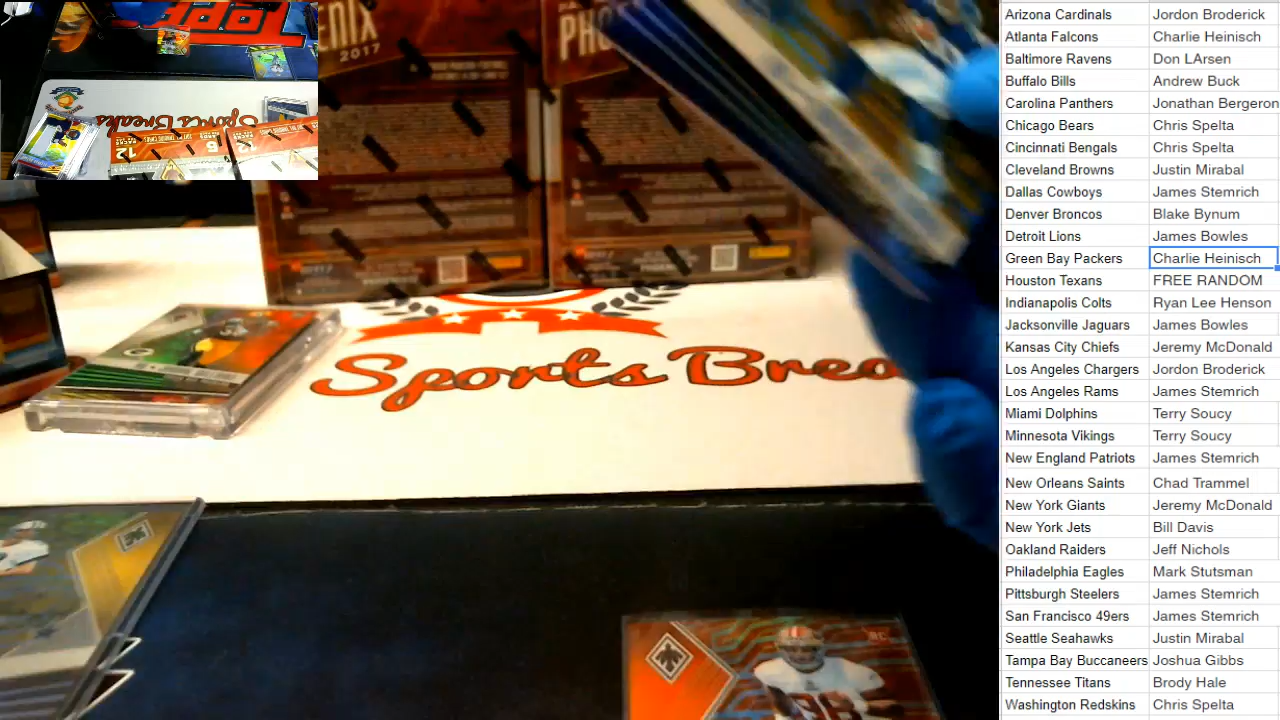 ENIX
2017
PHO
Sports Brea
Sports Breaks
12
12
Arizona Cardinals Jordon Broderick
Atlanta Falcons Charlie Heinisch
Baltimore Ravens Don LArsen
Buffalo Bills Andrew Buck
Carolina Panthers Jonathan Bergeron
Chicago Bears Chris Spelta
Cincinnati Bengals Chris Spelta
Cleveland Browns Justin Mirabal
Dallas Cowboys James Stemrich
Denver Broncos Blake Bynum
Detroit Lions James Bowles
Green Bay Packers Charlie Heinisch
Houston Texans FREE RANDOM
Indianapolis Colts Ryan Lee Henson
Jacksonville Jaguars James Bowles
Kansas City Chiefs Jeremy McDonald
Los Angeles Chargers Jordon Broderick
Los Angeles Rams James Stemrich
Miami Dolphins Terry Soucy
Minnesota Vikings Terry Soucy
New England Patriots James Stemrich
New Orleans Saints Chad Trammel
New York Giants Jeremy McDonald
New York Jets Bill Davis
Oakland Raiders Jeff Nichols
Philadelphia Eagles Mark Stutsman
Pittsburgh Steelers James Stemrich
San Francisco 49ers James Stemrich
Seattle Seahawks Justin Mirabal
Tampa Bay Buccaneers Joshua Gibbs
Tennessee Titans Brody Hale
Washington Redskins Chris Spelta